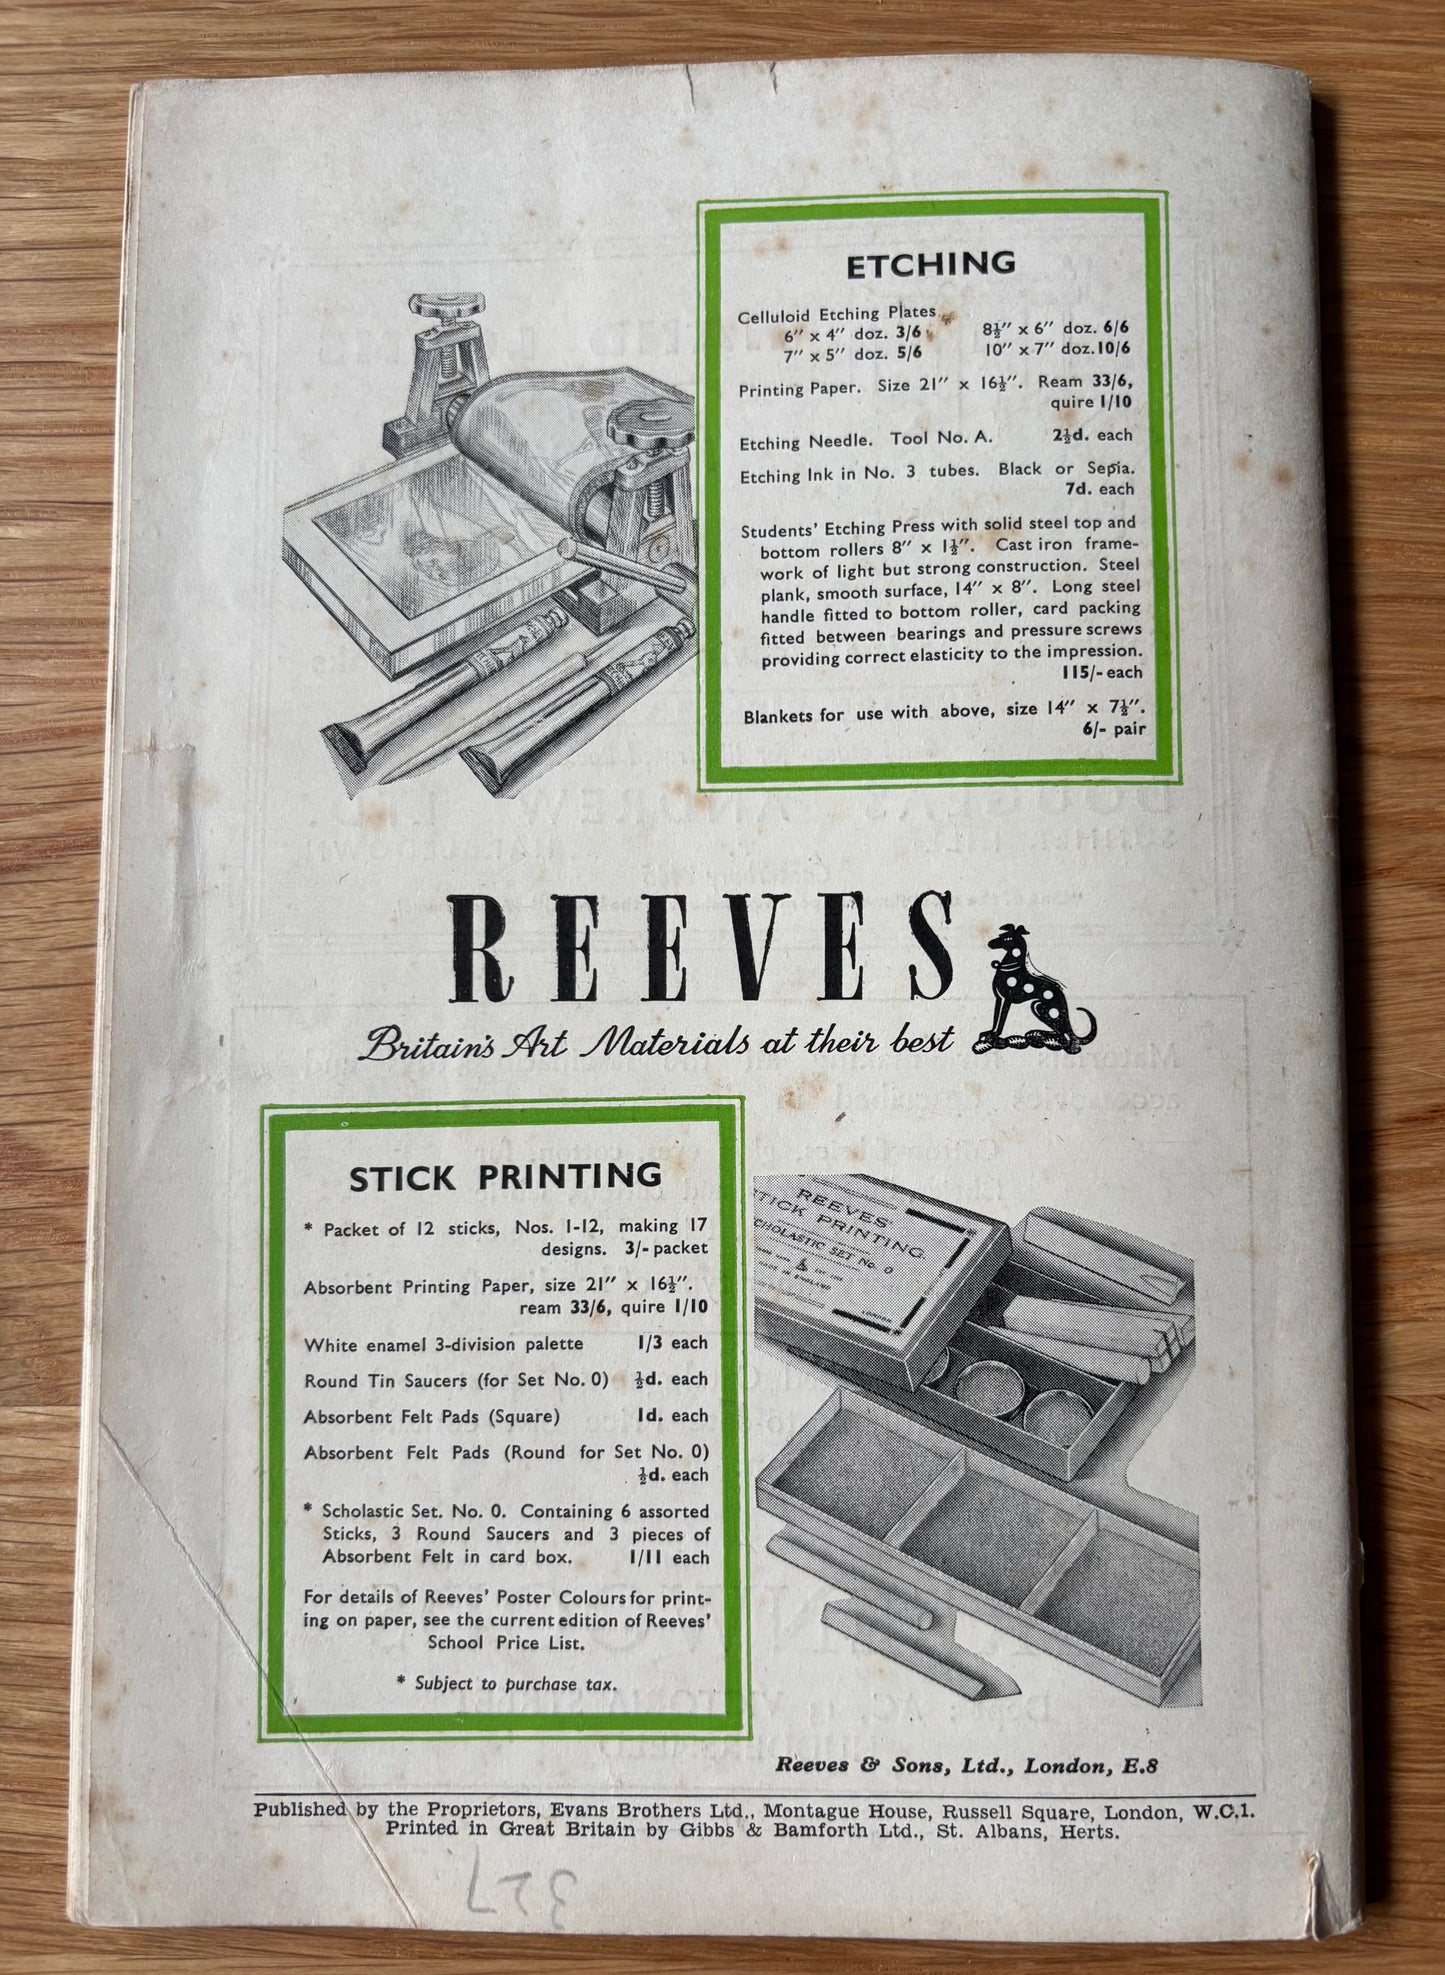 ETCHING
Celluloid Etching Plates.
6" x 4" doz. 3/6 8½" x 6" doz. 6/6
7" x 5" doz. 5/6 10" x 7" doz. 10/6
Printing Paper. Size 21" x 16½". Ream 33/6,
quire 1/10
Etching Needle. Tool No. A. 2½d. each
Etching Ink in No. 3 tubes. Black or Sepia.
7d. each
Students' Etching Press with solid steel top and
bottom rollers 8" x 1½". Cast iron frame-
work of light but strong construction. Steel
plank, smooth surface, 14" x 8". Long steel
handle fitted to bottom roller, card packing
fitted between bearings and pressure screws
providing correct elasticity to the impression.
115/- each
Blankets for use with above, size 14" x 7½".
6/- pair
REEVES
Britain's Art Materials at their best
STICK PRINTING
* Packet of 12 sticks, Nos. 1-12, making 17
designs. 3/- packet
Absorbent Printing Paper, size 21" x 16½".
ream 33/6, quire 1/10
White enamel 3-division palette 1/3 each
Round Tin Saucers (for Set No. 0) ½d. each
Absorbent Felt Pads (Square) 1d. each
Absorbent Felt Pads (Round for Set No. 0)
½d. each
* Scholastic Set. No. 0. Containing 6 assorted
Sticks, 3 Round Saucers and 3 pieces of
Absorbent Felt in card box. 1/11 each
For details of Reeves' Poster Colours for print-
ing on paper, see the current edition of Reeves'
School Price List.
* Subject to purchase tax.
REEVES'
STICK PRINTING
SCHOLASTIC SET No. 0
MADE IN ENGLAND
LONDON
Reeves & Sons, Ltd., London, E.8
Published by the Proprietors, Evans Brothers Ltd., Montague House, Russell Square, London, W.C.1.
Printed in Great Britain by Gibbs & Bamforth Ltd., St. Albans, Herts.
327